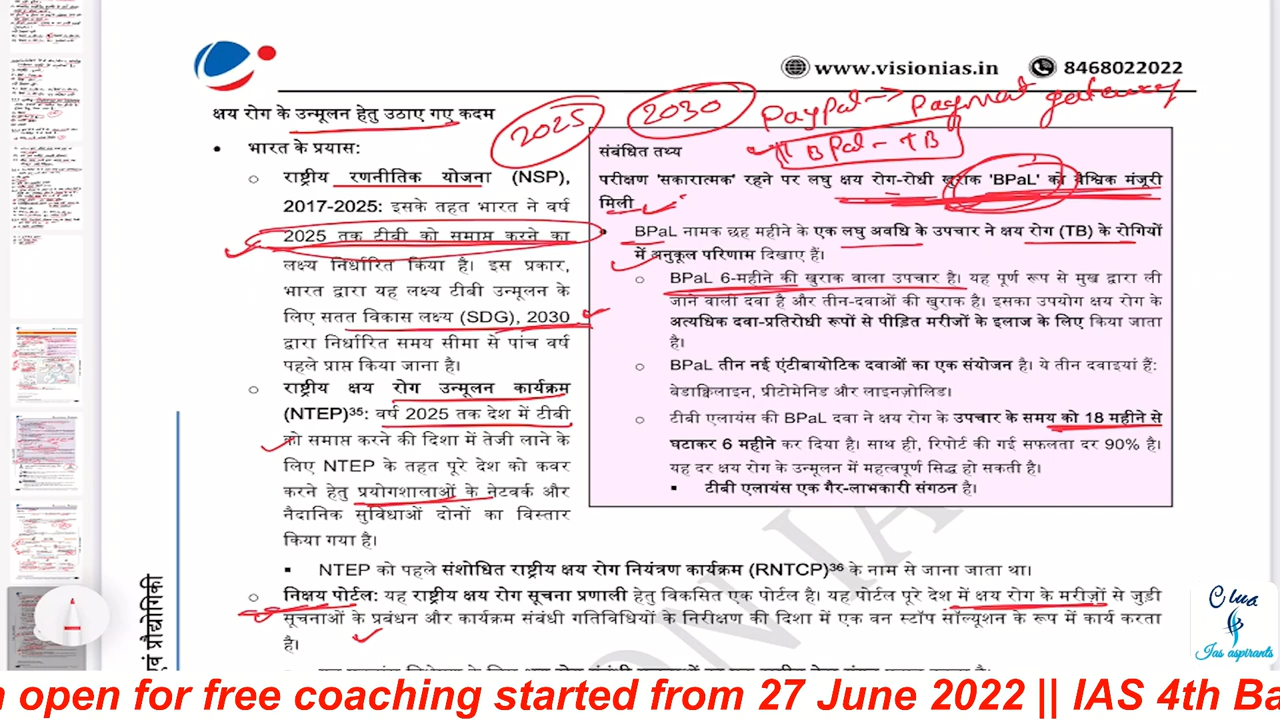 www.visionias.in 8468022022
क्षय रोग के उन्मूलन हेतु उठाए गए कदम
2025
2030
PayPal → Payment gateway
BPal - TB
भारत के प्रयास:
राष्ट्रीय रणनीतिक योजना (NSP),
2017-2025: इसके तहत भारत ने वर्ष
2025 तक टीबी को समाप्त करने का
लक्ष्य निर्धारित किया है। इस प्रकार,
भारत द्वारा यह लक्ष्य टीबी उन्मूलन के
लिए सतत विकास लक्ष्य (SDG), 2030
द्वारा निर्धारित समय सीमा से पांच वर्ष
पहले प्राप्त किया जाना है।
राष्ट्रीय क्षय रोग उन्मूलन कार्यक्रम
(NTEP)³⁵: वर्ष 2025 तक देश में टीबी
को समाप्त करने की दिशा में तेजी लाने के
लिए NTEP के तहत पूरे देश को कवर
करने हेतु प्रयोगशालाओं के नेटवर्क और
नैदानिक सुविधाओं दोनों का विस्तार
किया गया है।
संबंधित तथ्य
परीक्षण 'सकारात्मक' रहने पर लघु क्षय रोग-रोधी खुराक 'BPaL' को वैश्विक मंजूरी
मिली
BPaL नामक छह महीने के एक लघु अवधि के उपचार ने क्षय रोग (TB) के रोगियों
में अनुकूल परिणाम दिखाए हैं।
BPaL 6-महीने की खुराक वाला उपचार है। यह पूर्ण रूप से मुख द्वारा ली
जाने वाली दवा है और तीन-दवाओं की खुराक है। इसका उपयोग क्षय रोग के
अत्यधिक दवा-प्रतिरोधी रूपों से पीड़ित मरीजों के इलाज के लिए किया जाता
है।
BPaL तीन नई एंटीबायोटिक दवाओं का एक संयोजन है। ये तीन दवाइयां हैं:
बेडाक्विलाइन, प्रीटोमेनिड और लाइनज़ोलिड।
टीबी एलायंस की BPaL दवा ने क्षय रोग के उपचार के समय को 18 महीने से
घटाकर 6 महीने कर दिया है। साथ ही, रिपोर्ट की गई सफलता दर 90% है।
यह दर क्षय रोग के उन्मूलन में महत्वपूर्ण सिद्ध हो सकती है।
टीबी एलायंस एक गैर-लाभकारी संगठन है।
NTEP को पहले संशोधित राष्ट्रीय क्षय रोग नियंत्रण कार्यक्रम (RNTCP)³⁶ के नाम से जाना जाता था।
निक्षय पोर्टल: यह राष्ट्रीय क्षय रोग सूचना प्रणाली हेतु विकसित एक पोर्टल है। यह पोर्टल पूरे देश में क्षय रोग के मरीज़ों से जुड़ी
सूचनाओं के प्रबंधन और कार्यक्रम संबंधी गतिविधियों के निरीक्षण की दिशा में एक वन स्टॉप सॉल्यूशन के रूप में कार्य करता
है।
एवं प्रौद्योगिकी
Clua
Ias aspirants
n open for free coaching started from 27 June 2022 || IAS 4th Ba